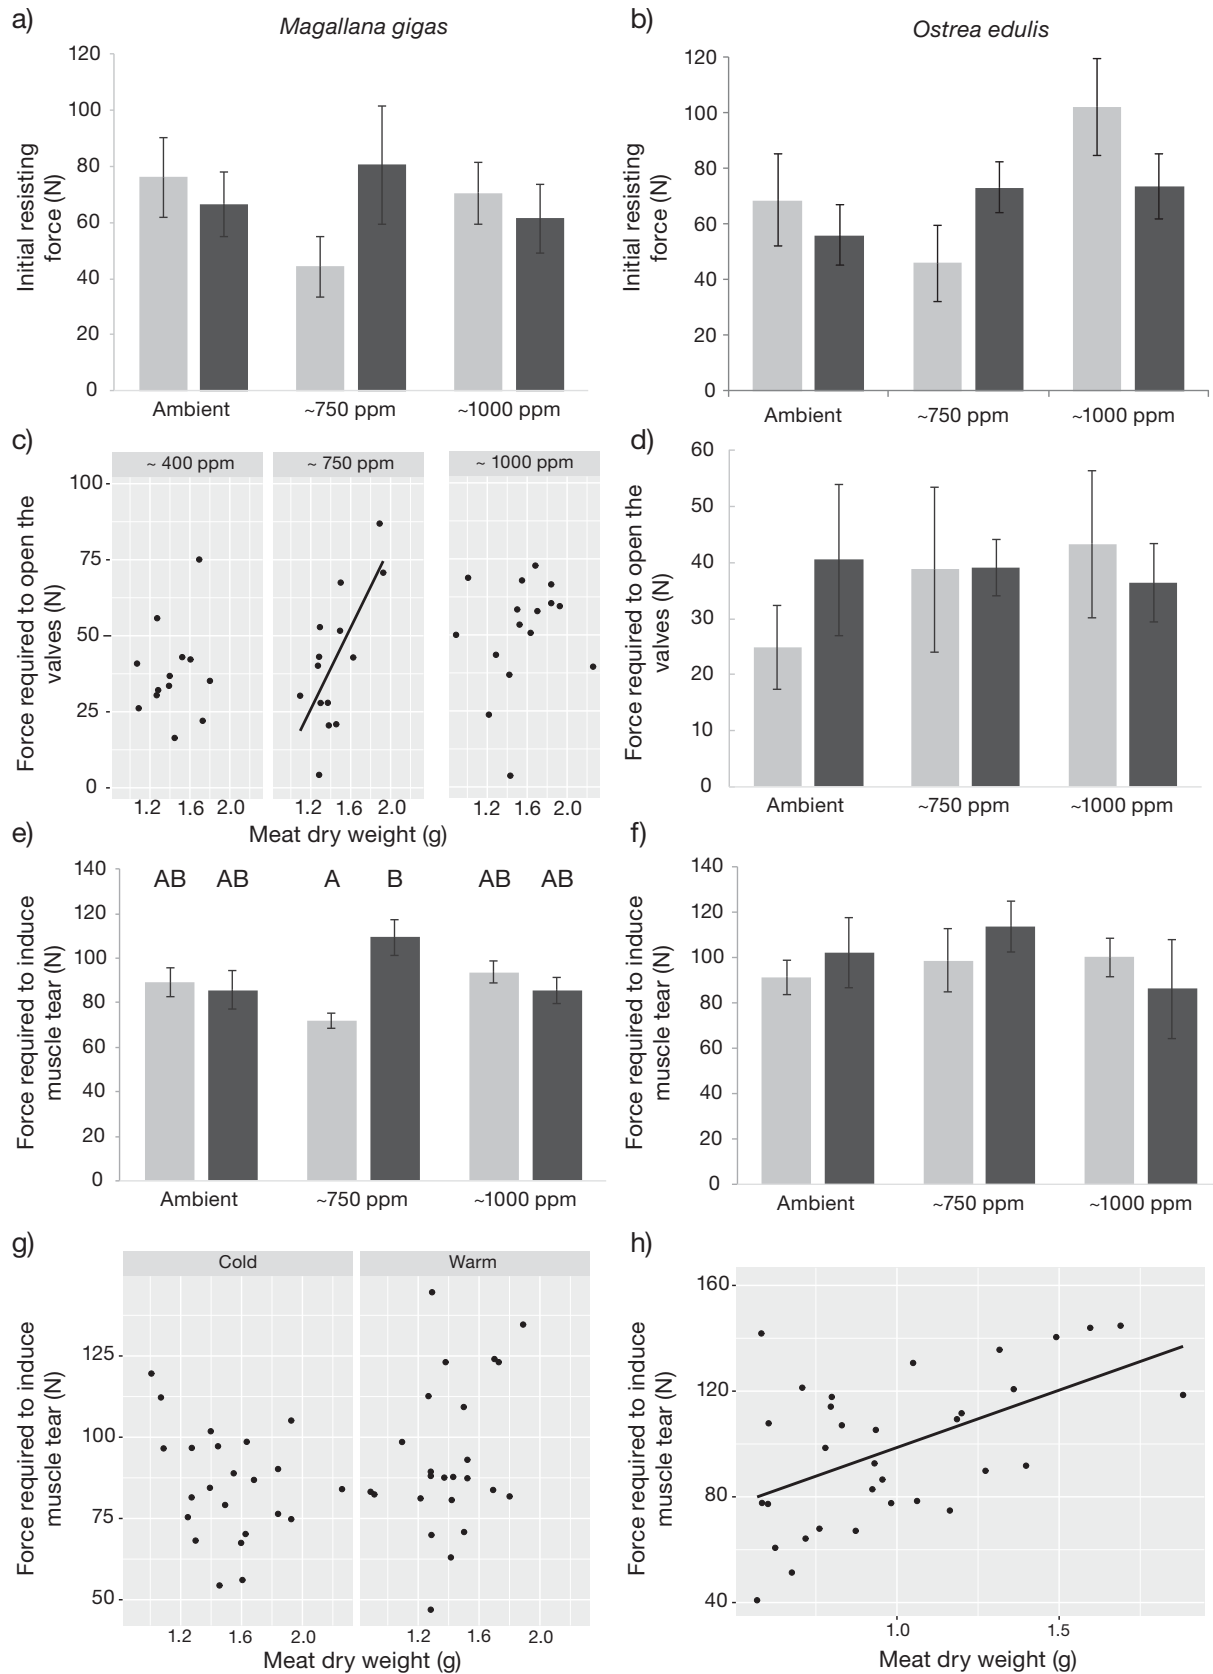 a)
Magallana gigas
Initial resisting
force (N)
120
100
80
60
40
20
0
Ambient
~750 ppm
~1000 ppm
b)
Ostrea edulis
Initial resisting
force (N)
120
100
80
60
40
20
0
Ambient
~750 ppm
~1000 ppm
c)
Force required to open the
valves (N)
~ 400 ppm
~ 750 ppm
~ 1000 ppm
100
75
50
25
0
1.2 1.6 2.0
1.2 1.6 2.0
1.2 1.6 2.0
Meat dry weight (g)
d)
Force required to open the
valves (N)
60
50
40
30
20
10
0
Ambient
~750 ppm
~1000 ppm
e)
Force required to induce
muscle tear (N)
140
120
100
80
60
40
20
0
AB AB A B AB AB
Ambient
~750 ppm
~1000 ppm
f)
Force required to induce
muscle tear (N)
140
120
100
80
60
40
20
0
Ambient
~750 ppm
~1000 ppm
g)
Force required to induce
muscle tear (N)
Cold
Warm
125
100
75
50
1.2 1.6 2.0
1.2 1.6 2.0
Meat dry weight (g)
h)
Force required to induce
muscle tear (N)
160
120
80
40
1.0 1.5
Meat dry weight (g)